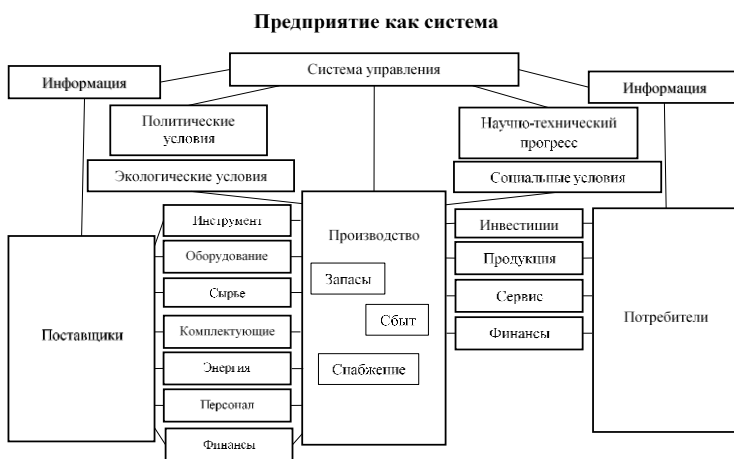 Предприятие как система
Система управления
Информация
Информация
Политические
условия
Научно-технический
прогресс
Экологические условия
Социальные условия
Инструмент
Оборудование
Сырье
Комплектующие
Энергия
Персонал
Финансы
Поставщики
Производство
Запасы
Сбыт
Снабжение
Инвестиции
Продукция
Сервис
Финансы
Потребители